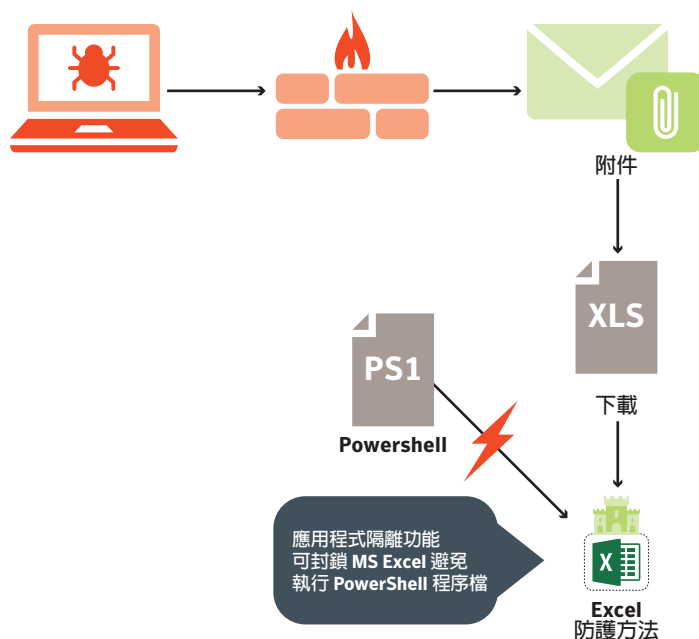 附件
XLS
PS1
Powershell
下載
應用程式隔離功能
可封鎖 MS Excel 避免
執行 PowerShell 程序檔
X
Excel
防護方法